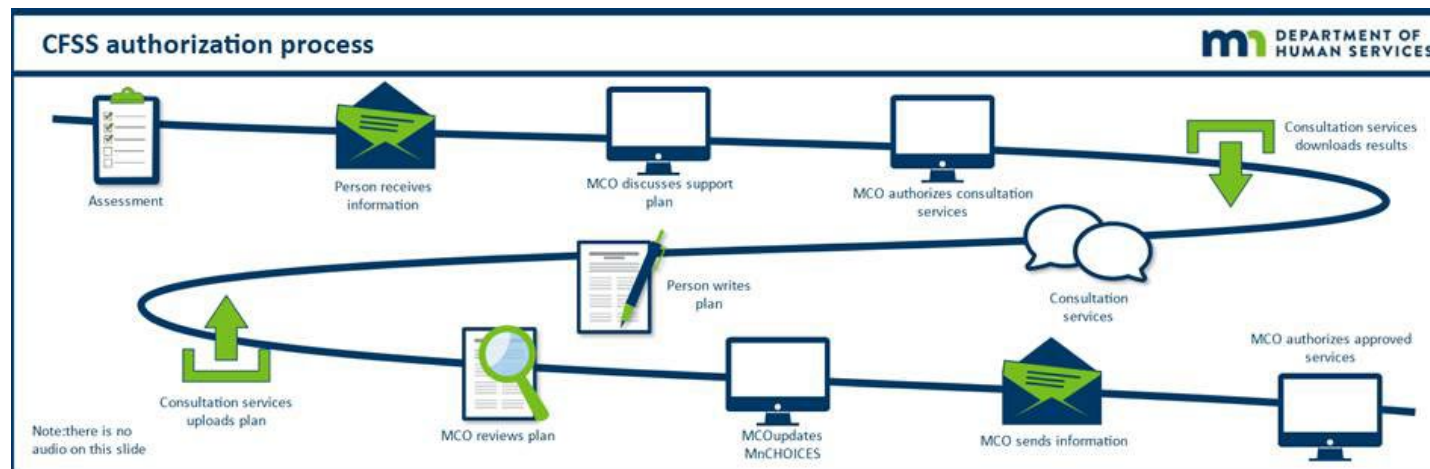 CFSS authorization process
DEPARTMENT OF
HUMAN SERVICES
Assessment
Person receives
information
MCO discusses support
plan
MCO authorizes consultation
services
Consultation services
downloads results
Consultation
services
Person writes
plan
Consultation services
uploads plan
MCO reviews plan
MCOupdates
MnCHOICES
MCO sends information
MCO authorizes approved
services
Note:there is no
audio on this slide